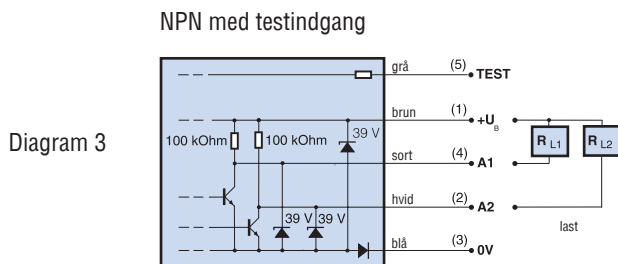 NPN med testindgang
Diagram 3
grå (5) TEST
brun (1) +U_B
100 kOhm 100 kOhm 39 V
R L1 R L2
sort (4) A1
hvid (2) A2
39 V 39 V
last
blå (3) 0V